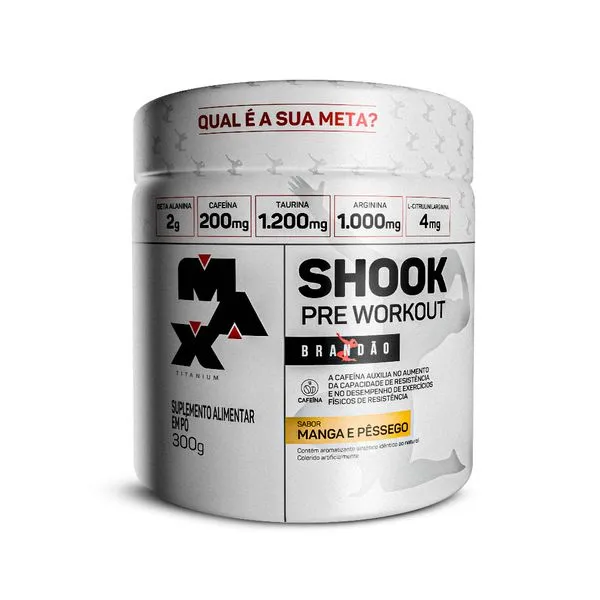 QUAL É A SUA META?
BETA ALANINA
2g
CAFEÍNA
200mg
TAURINA
1.200mg
ARGININA
1.000mg
L-CITRULINI ARGININA
4mg
MAX
TITANIUM
SUPLEMENTO ALIMENTAR
EM PÓ
300g
SHOOK
PRE WORKOUT
BRANDÃO
CAFEÍNA
A CAFEÍNA AUXILIA NO AUMENTO
DA CAPACIDADE DE RESISTÊNCIA
E NO DESEMPENHO DE EXERCÍCIOS
FÍSICOS DE RESISTÊNCIA
SABOR
MANGA E PÊSSEGO
Contém aromatizante sintético idêntico ao natural
Colorido artificialmente